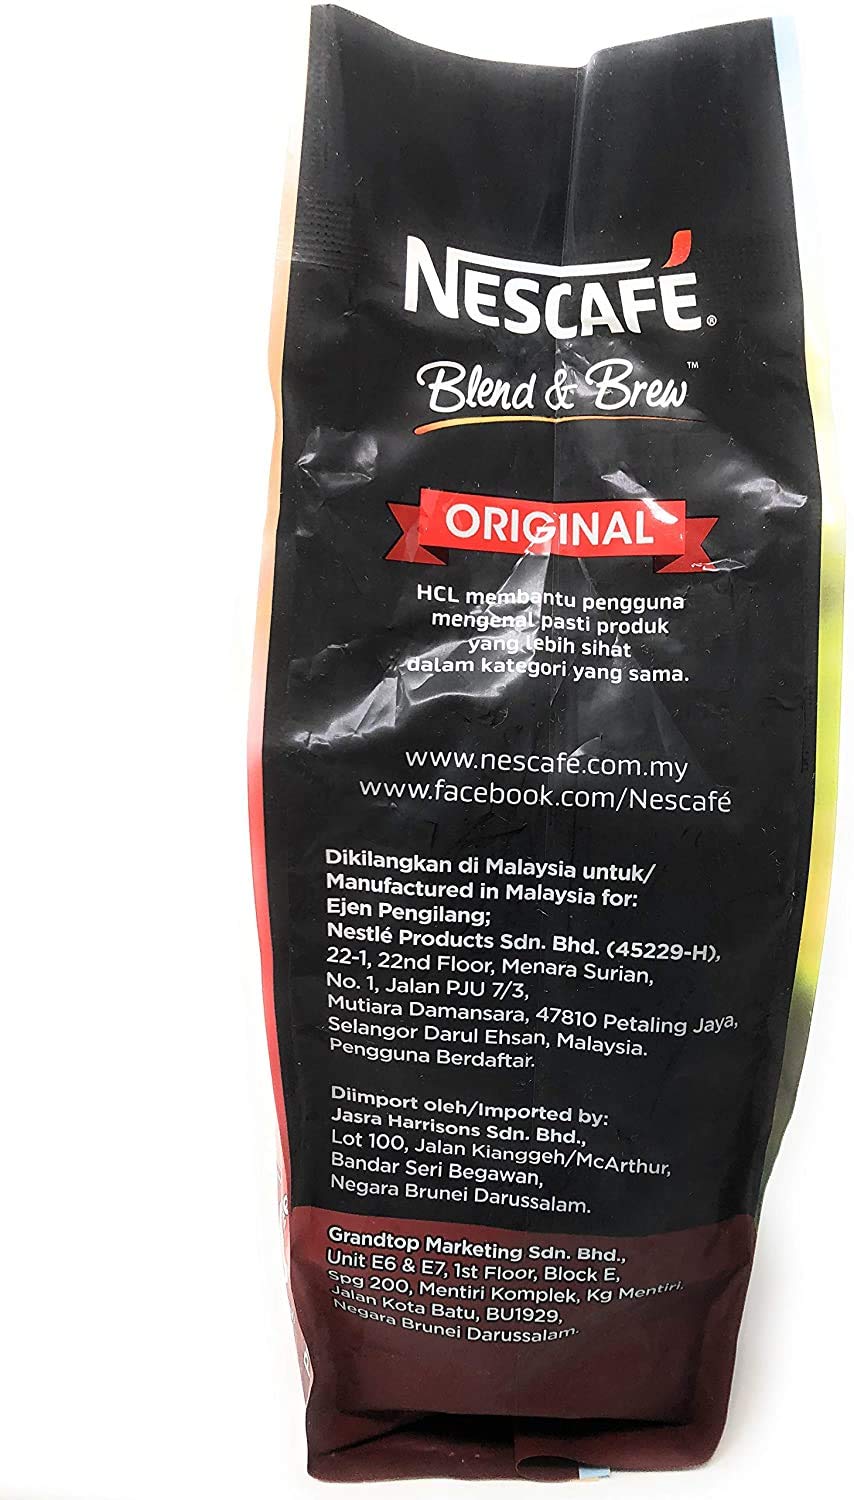 NESCAFÉ®
Blend & Brew™
ORIGINAL
HCL membantu pengguna
mengenal pasti produk
yang lebih sihat
dalam kategori yang sama.
www.nescafe.com.my
www.facebook.com/Nescafé
Dikilangkan di Malaysia untuk/
Manufactured in Malaysia for:
Ejen Pengilang;
Nestlé Products Sdn. Bhd. (45229-H),
22-1, 22nd Floor, Menara Surian,
No. 1, Jalan PJU 7/3,
Mutiara Damansara, 47810 Petaling Jaya,
Selangor Darul Ehsan, Malaysia.
Pengguna Berdaftar.
Diimport oleh/Imported by:
Jasra Harrisons Sdn. Bhd.,
Lot 100, Jalan Kianggeh/McArthur,
Bandar Seri Begawan,
Negara Brunei Darussalam.
Grandtop Marketing Sdn. Bhd.,
Unit E6 & E7, 1st Floor, Block E,
Spg 200, Mentiri Komplek, Kg Mentiri.
Jalan Kota Batu, BU1929,
Negara Brunei Darussalam.